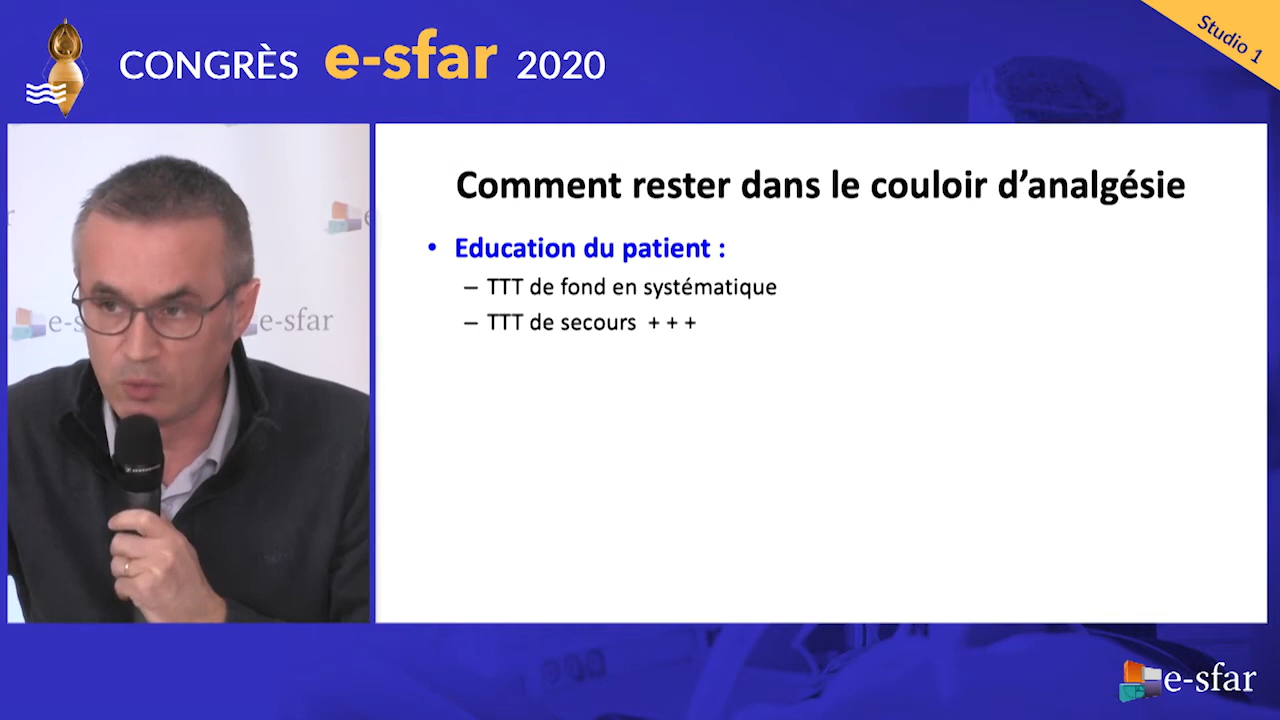 CONGRÈS e-sfar 2020
Studio 1
Comment rester dans le couloir d’analgésie
• Education du patient :
– TTT de fond en systématique
– TTT de secours +++
e-sfar
e-sfar